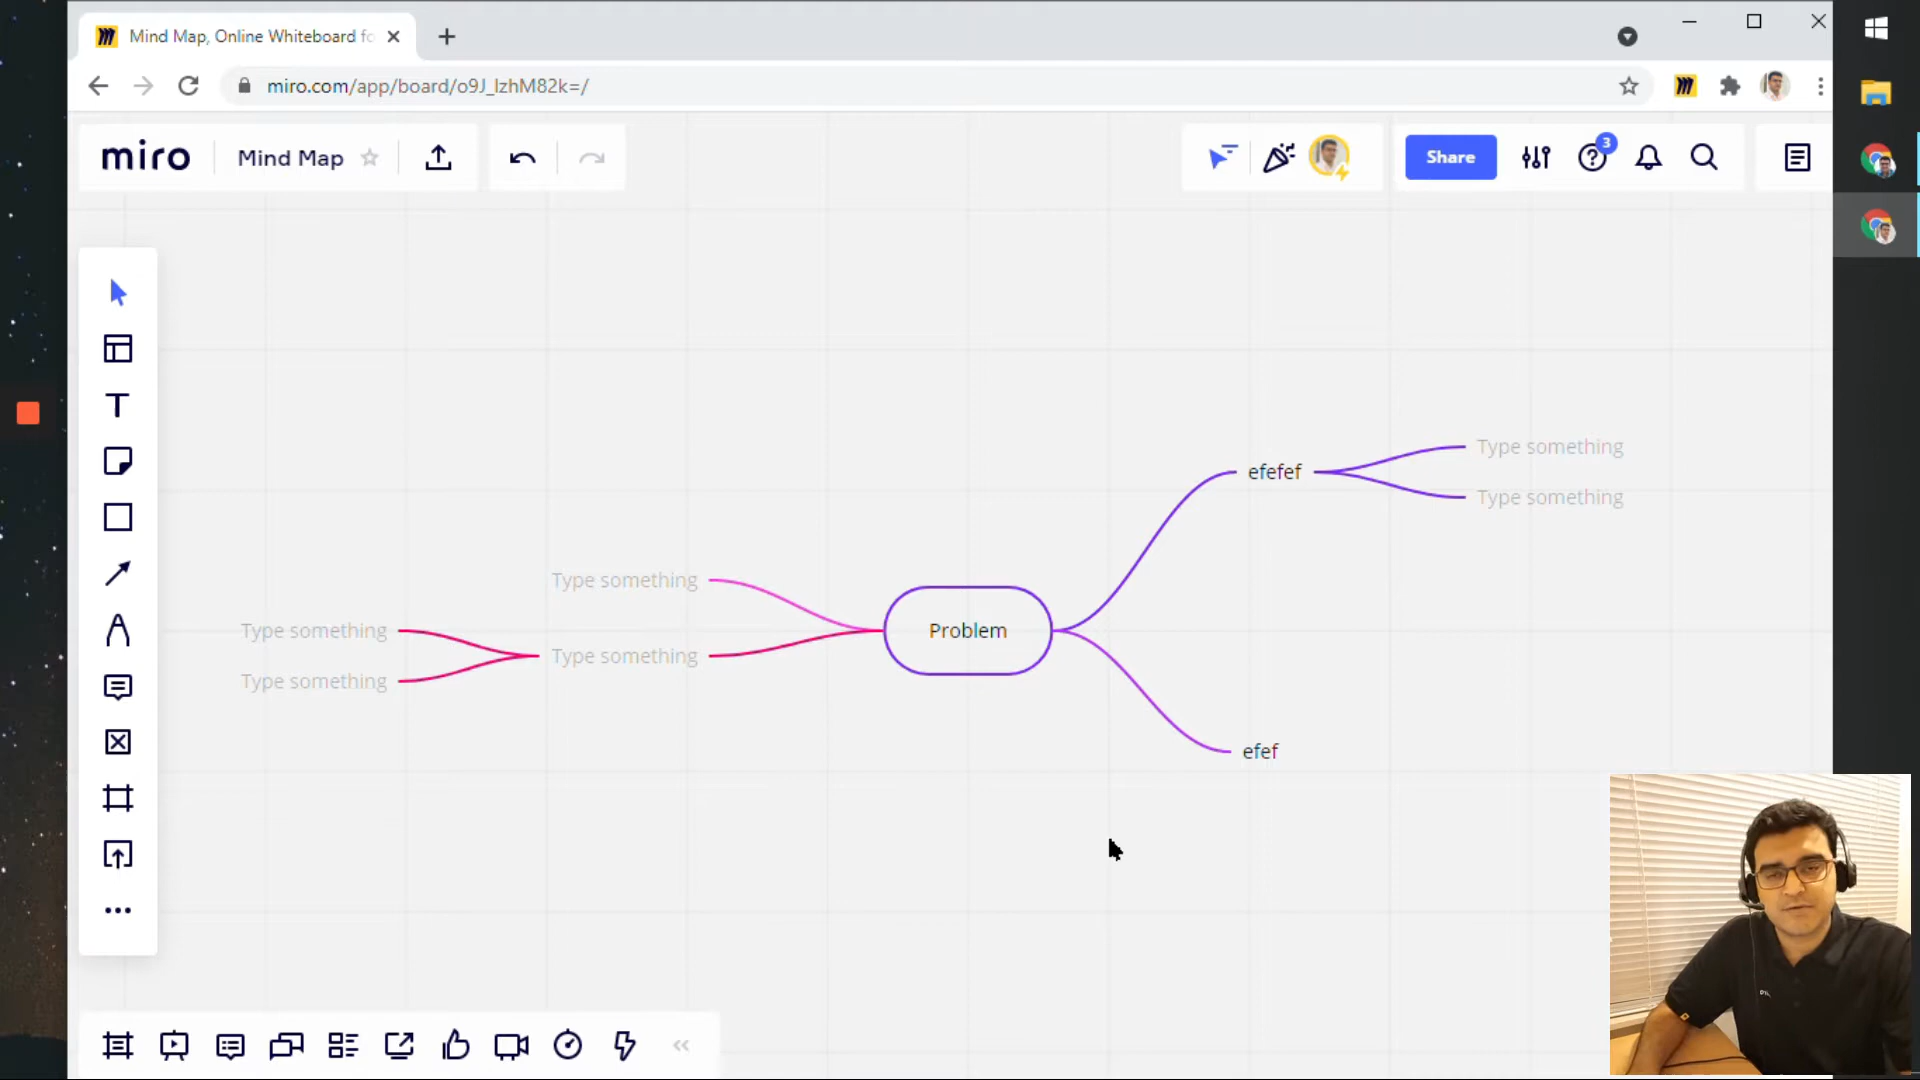 Mind Map, Online Whiteboard fo
miro.com/app/board/o9J_lzhM82k=/
miro
Mind Map
Share
3
Type something
efefef
Type something
Type something
Type something
Problem
Type something
Type something
efef